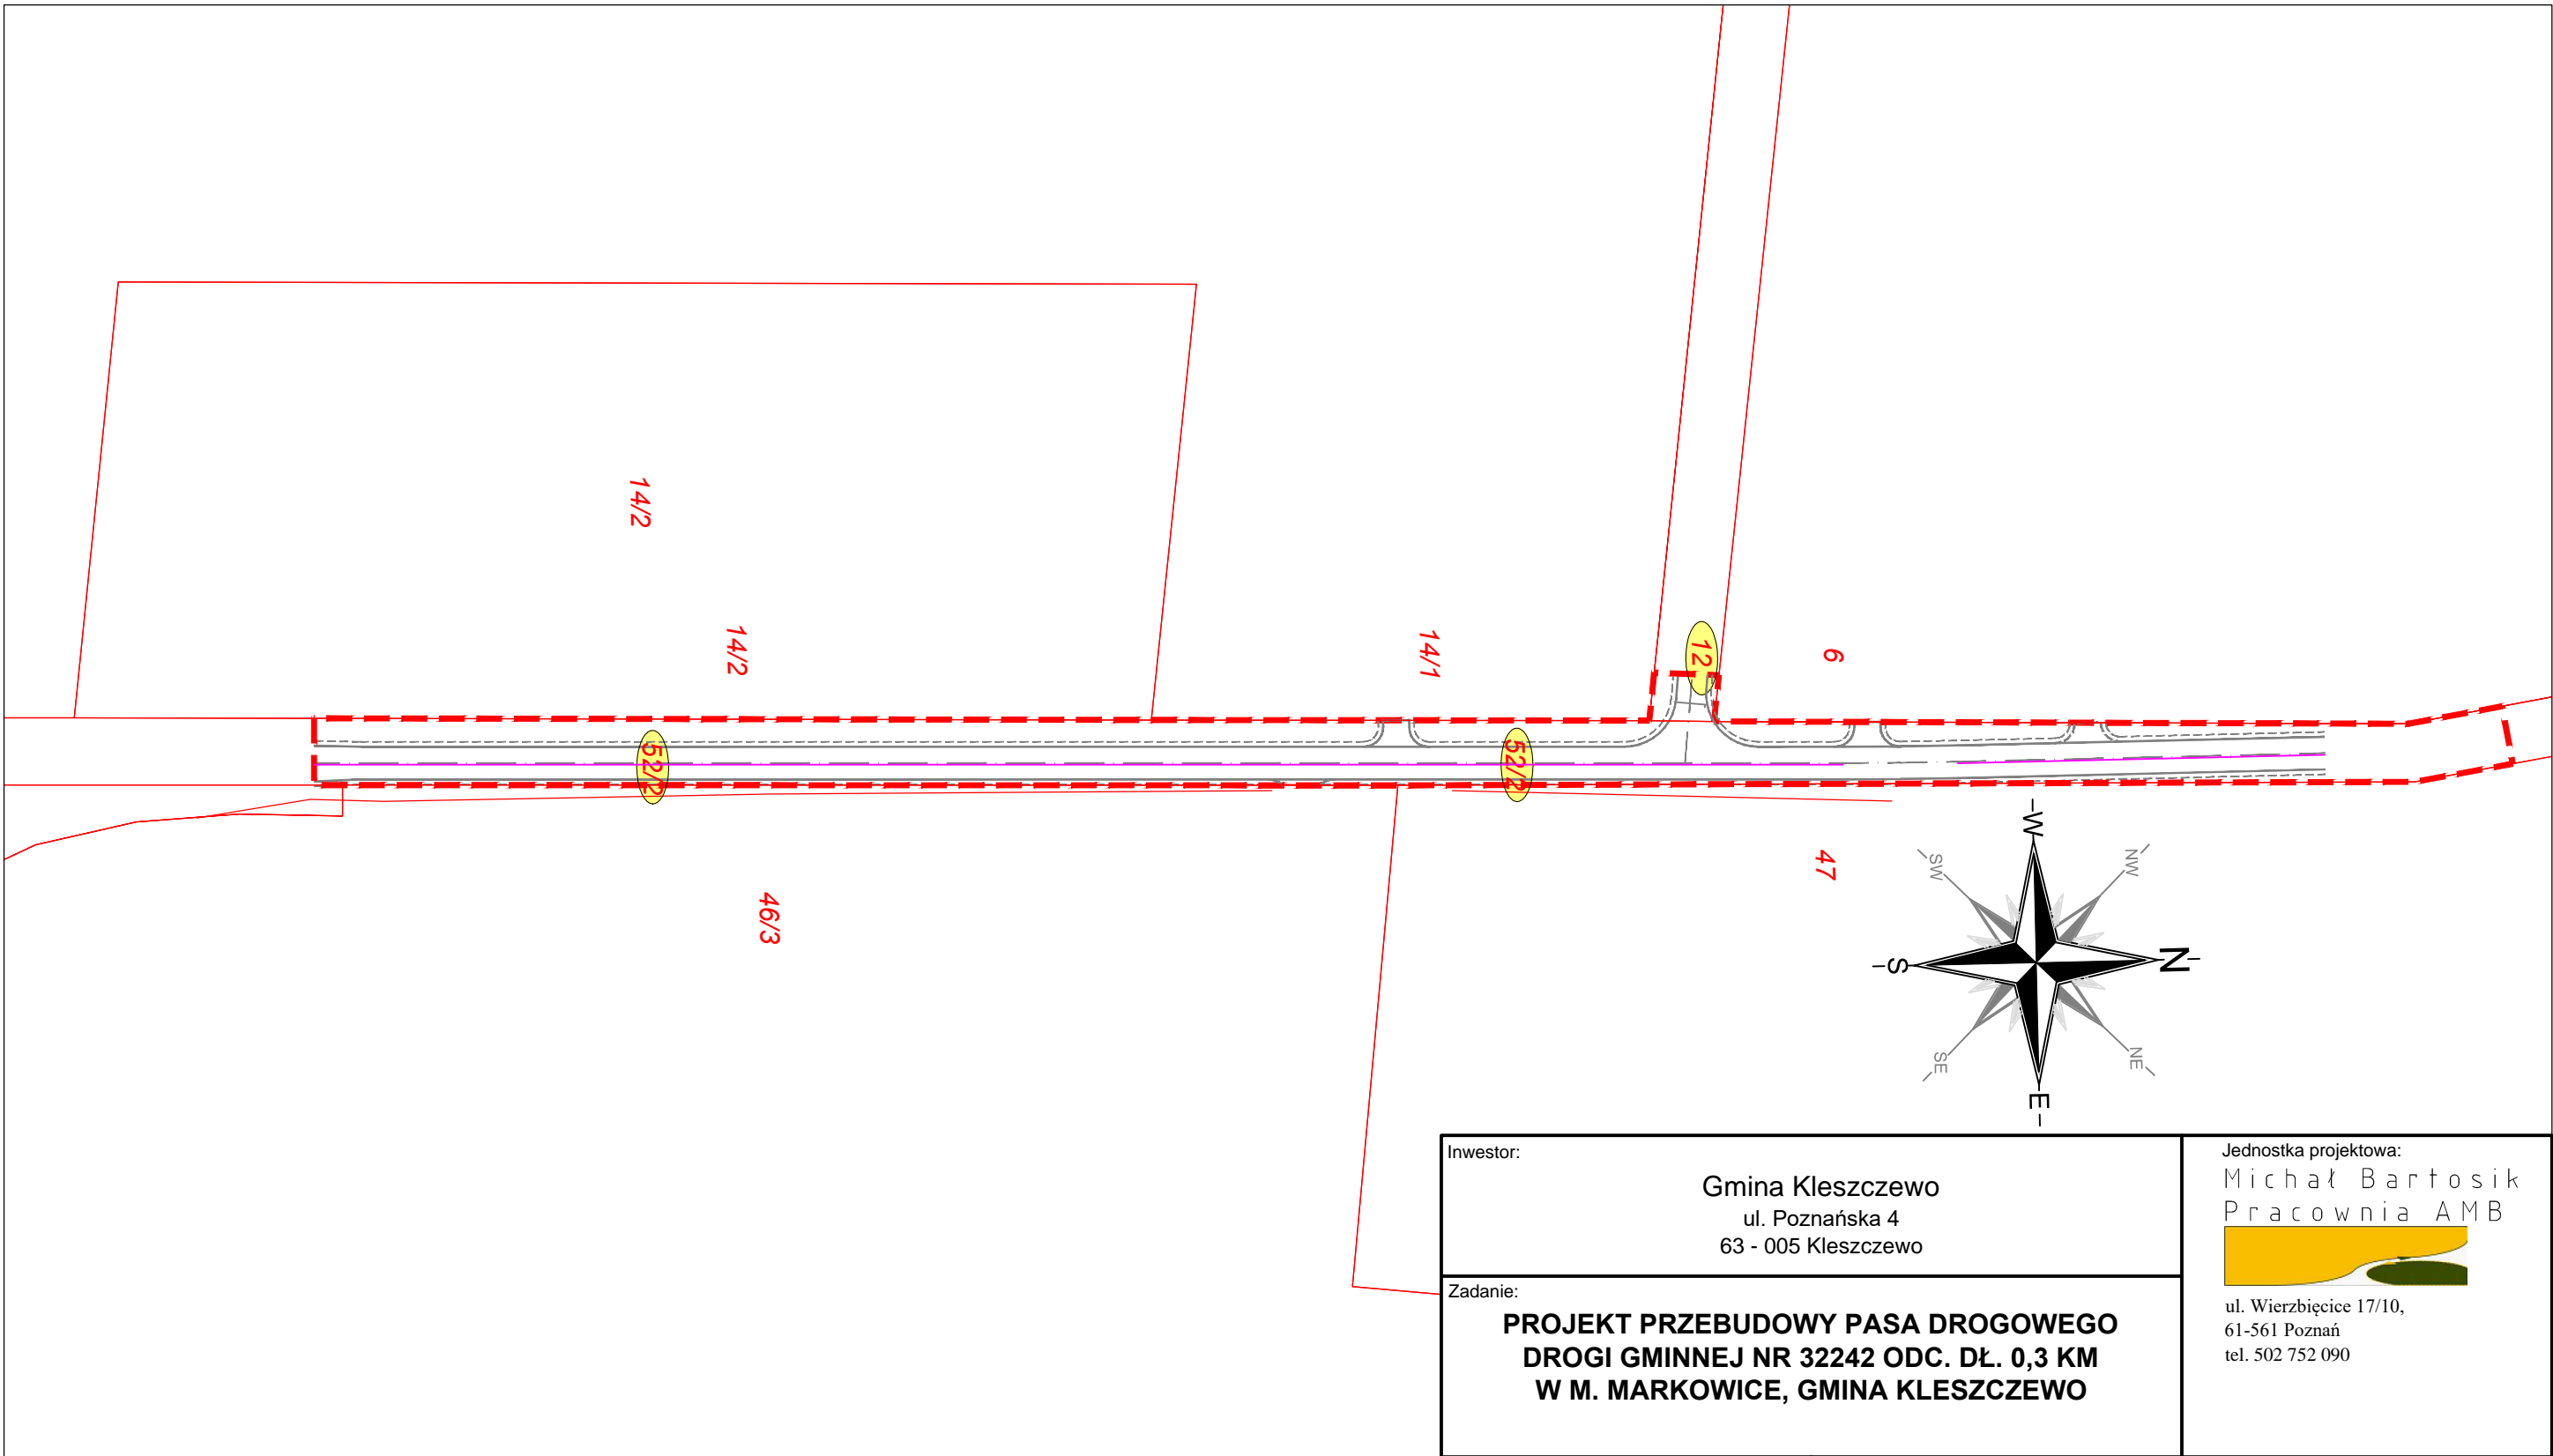 14/2
14/2
14/1
12
6
52/2
52/2
46/3
47
W
NW
N
NE
E
SE
S
SW
Inwestor:
Gmina Kleszczewo
ul. Poznańska 4
63 - 005 Kleszczewo
Zadanie:
PROJEKT PRZEBUDOWY PASA DROGOWEGO
DROGI GMINNEJ NR 32242 ODC. DŁ. 0,3 KM
W M. MARKOWICE, GMINA KLESZCZEWO
Jednostka projektowa:
Michał Bartosik
Pracownia AMB
ul. Wierzbięcice 17/10,
61-561 Poznań
tel. 502 752 090